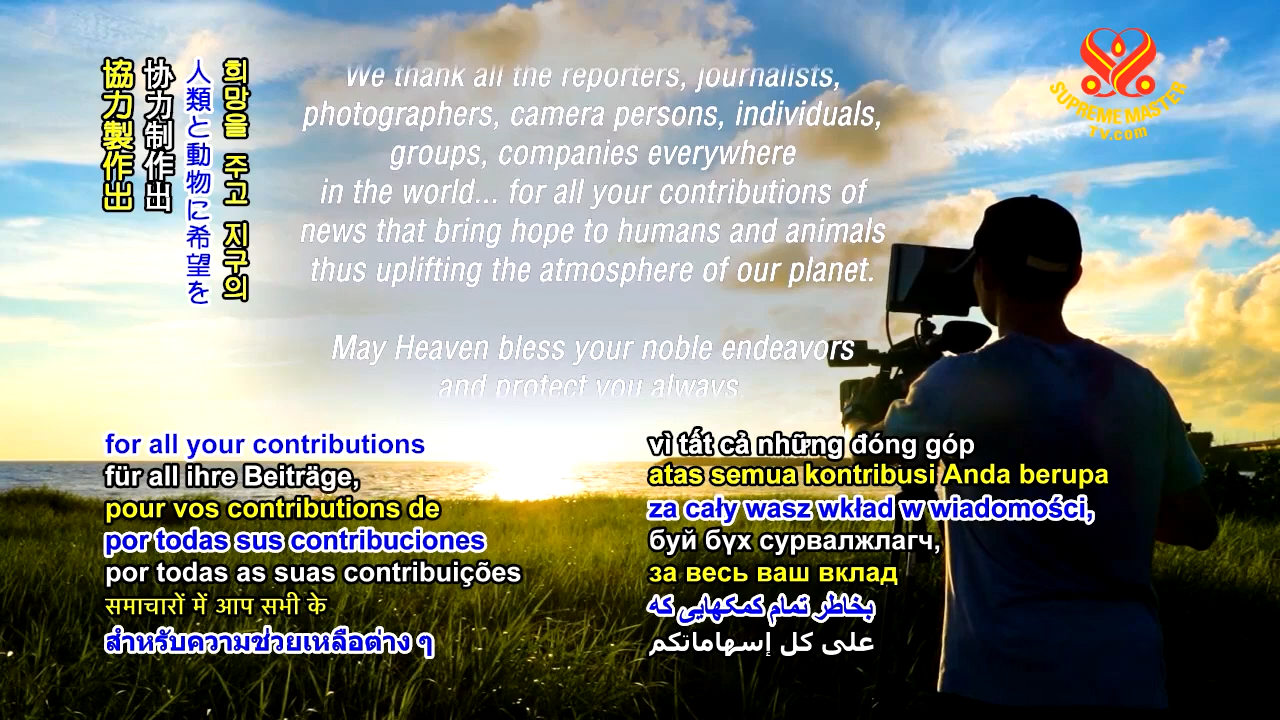 協力製作出
协力制作出
人類と動物に希望を
희망을 주고 지구의
We thank all the reporters, journalists,
photographers, camera persons, individuals,
groups, companies everywhere
in the world... for all your contributions of
news that bring hope to humans and animals
thus uplifting the atmosphere of our planet.
May Heaven bless your noble endeavors
and protect you always.
SUPREME MASTER
TV.com
for all your contributions
für all ihre Beiträge,
pour vos contributions de
por todas sus contribuciones
por todas as suas contribuições
समाचारों में आप सभी के
สำหรับความช่วยเหลือต่าง ๆ
vì tất cả những đóng góp
atas semua kontribusi Anda berupa
za cały wasz wkład w wiadomości,
буй бүх сурвалжлагч,
за весь ваш вклад
بخاطر تمام کمکهایی که
على كل إسهاماتكم